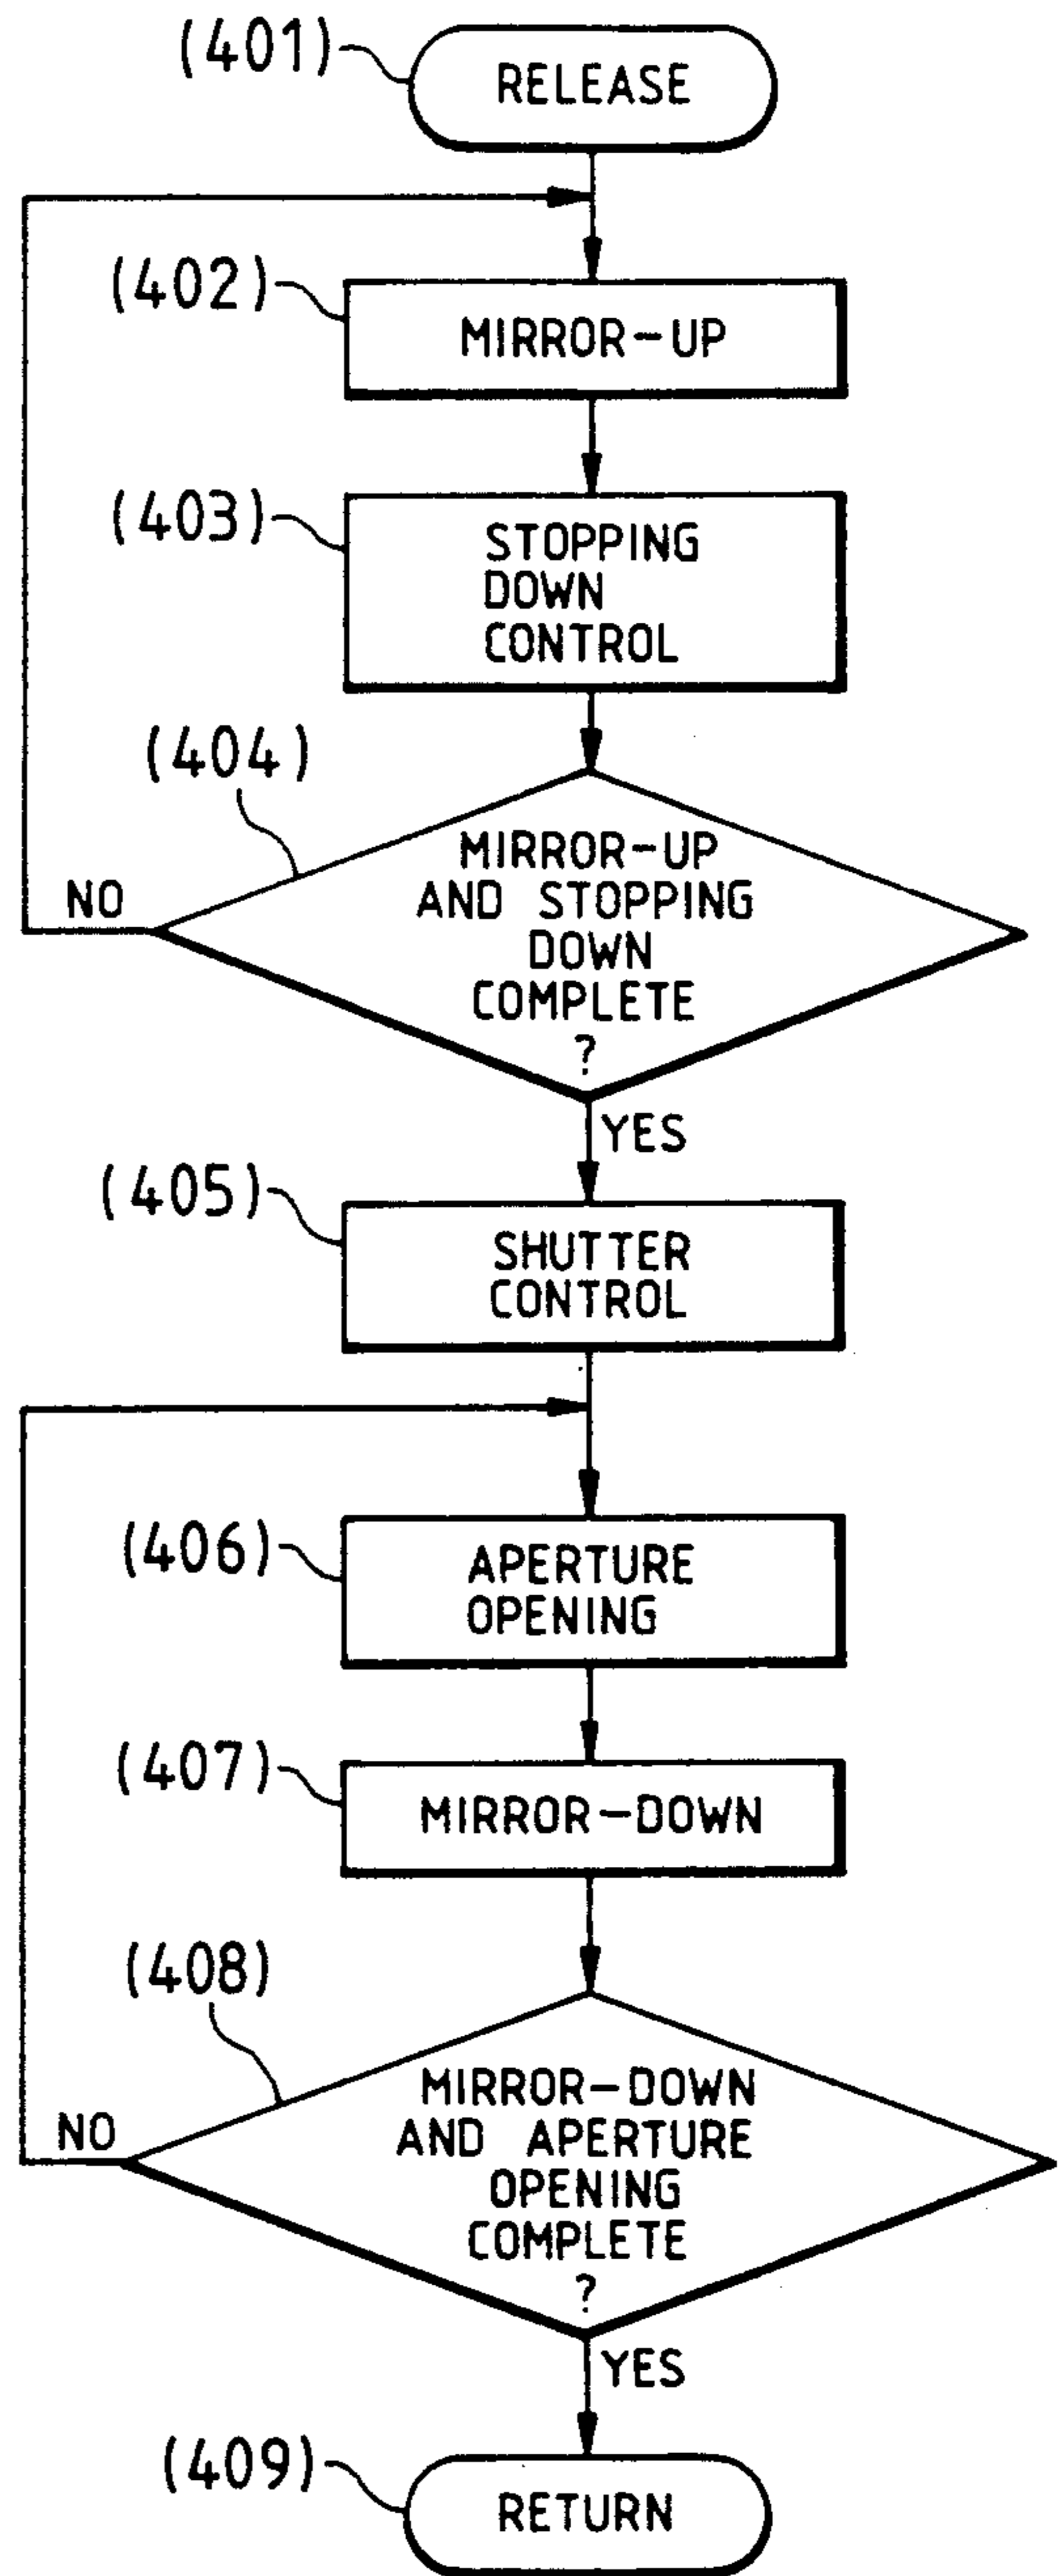 (401)
RELEASE
(402)
MIRROR-UP
(403)
STOPPING
DOWN
CONTROL
(404)
MIRROR-UP
AND STOPPING
DOWN
COMPLETE
?
NO
YES
(405)
SHUTTER
CONTROL
(406)
APERTURE
OPENING
(407)
MIRROR-DOWN
(408)
MIRROR-DOWN
AND APERTURE
OPENING
COMPLETE
?
NO
YES
(409)
RETURN